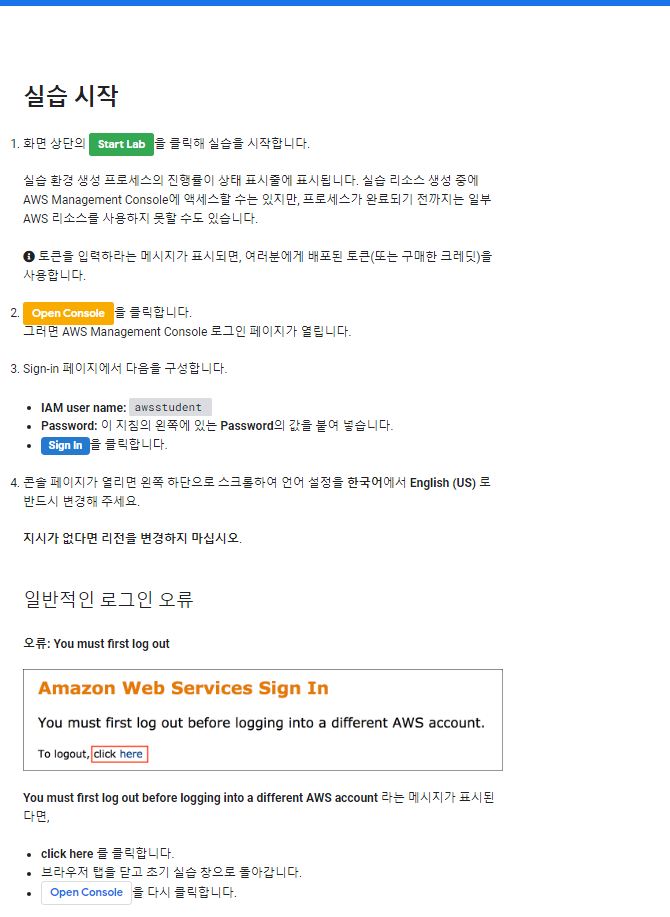 실습 시작
1. 화면 상단의 Start Lab을 클릭해 실습을 시작합니다.
실습 환경 생성 프로세스의 진행률이 상태 표시줄에 표시됩니다. 실습 리소스 생성 중에
AWS Management Console에 액세스할 수는 있지만, 프로세스가 완료되기 전까지는 일부
AWS 리소스를 사용하지 못할 수도 있습니다.
토큰을 입력하라는 메시지가 표시되면, 여러분에게 배포된 토큰(또는 구매한 크레딧)을
사용합니다.
2. Open Console을 클릭합니다.
그러면 AWS Management Console 로그인 페이지가 열립니다.
3. Sign-in 페이지에서 다음을 구성합니다.
• IAM user name: awsstudent
• Password: 이 지침의 왼쪽에 있는 Password의 값을 붙여 넣습니다.
• Sign In을 클릭합니다.
4. 콘솔 페이지가 열리면 왼쪽 하단으로 스크롤하여 언어 설정을 한국어에서 English (US) 로
반드시 변경해 주세요.
지시가 없다면 리전을 변경하지 마십시오.
일반적인 로그인 오류
오류: You must first log out
Amazon Web Services Sign In
You must first log out before logging into a different AWS account.
To logout, click here
You must first log out before logging into a different AWS account 라는 메시지가 표시된
다면,
• click here 를 클릭합니다.
• 브라우저 탭을 닫고 초기 실습 창으로 돌아갑니다.
• Open Console을 다시 클릭합니다.